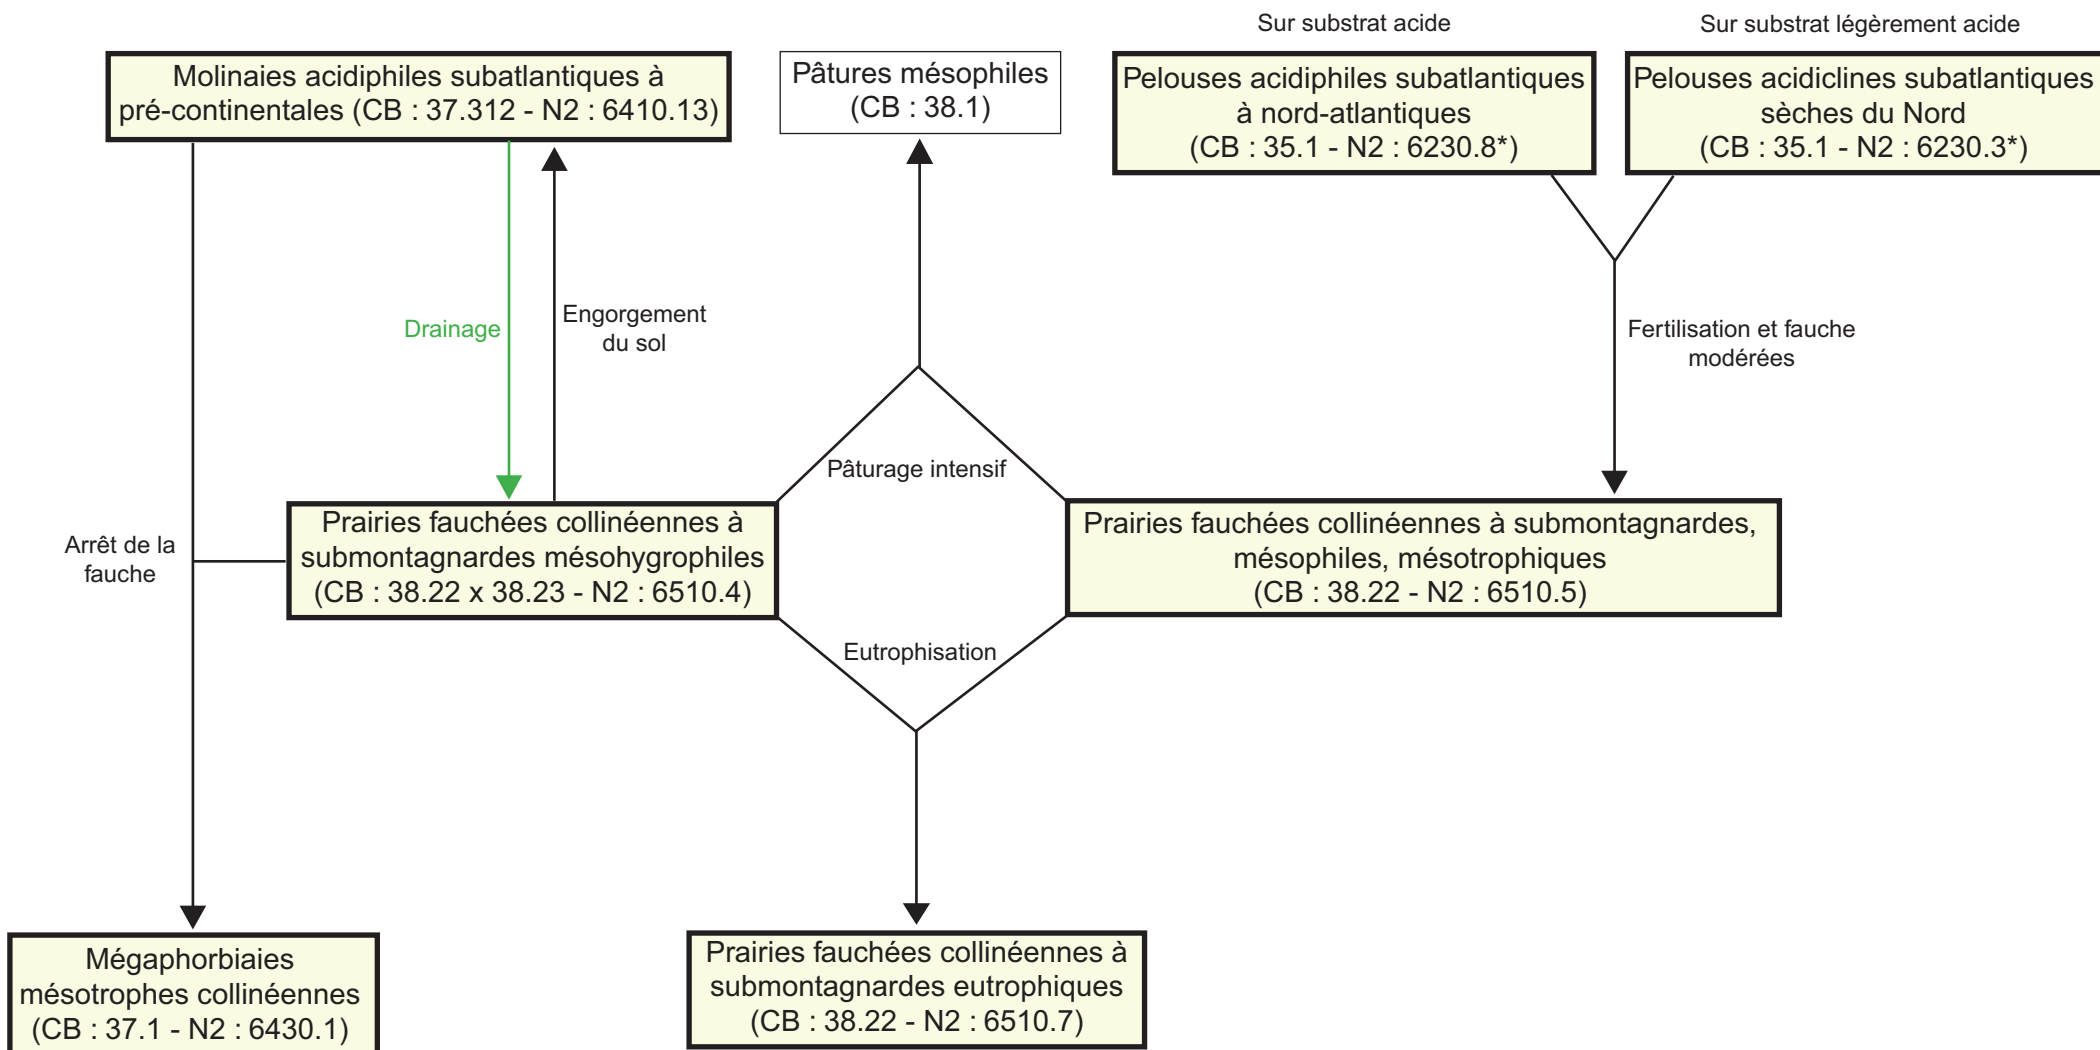 Sur substrat acide
Sur substrat légèrement acide
Molinaies acidiphiles subatlantiques à
pré-continentales (CB : 37.312 - N2 : 6410.13)
Pâtures mésophiles
(CB : 38.1)
Pelouses acidiphiles subatlantiques
à nord-atlantiques
(CB : 35.1 - N2 : 6230.8*)
Pelouses acidiclines subatlantiques
sèches du Nord
(CB : 35.1 - N2 : 6230.3*)
Drainage
Engorgement
du sol
Fertilisation et fauche
modérées
Pâturage intensif
Arrêt de la
fauche
Prairies fauchées collinéennes à
submontagnardes mésohygrophiles
(CB : 38.22 x 38.23 - N2 : 6510.4)
Prairies fauchées collinéennes à submontagnardes,
mésophiles, mésotrophiques
(CB : 38.22 - N2 : 6510.5)
Eutrophisation
Mégaphorbiaies
mésotrophes collinéennes
(CB : 37.1 - N2 : 6430.1)
Prairies fauchées collinéennes à
submontagnardes eutrophiques
(CB : 38.22 - N2 : 6510.7)